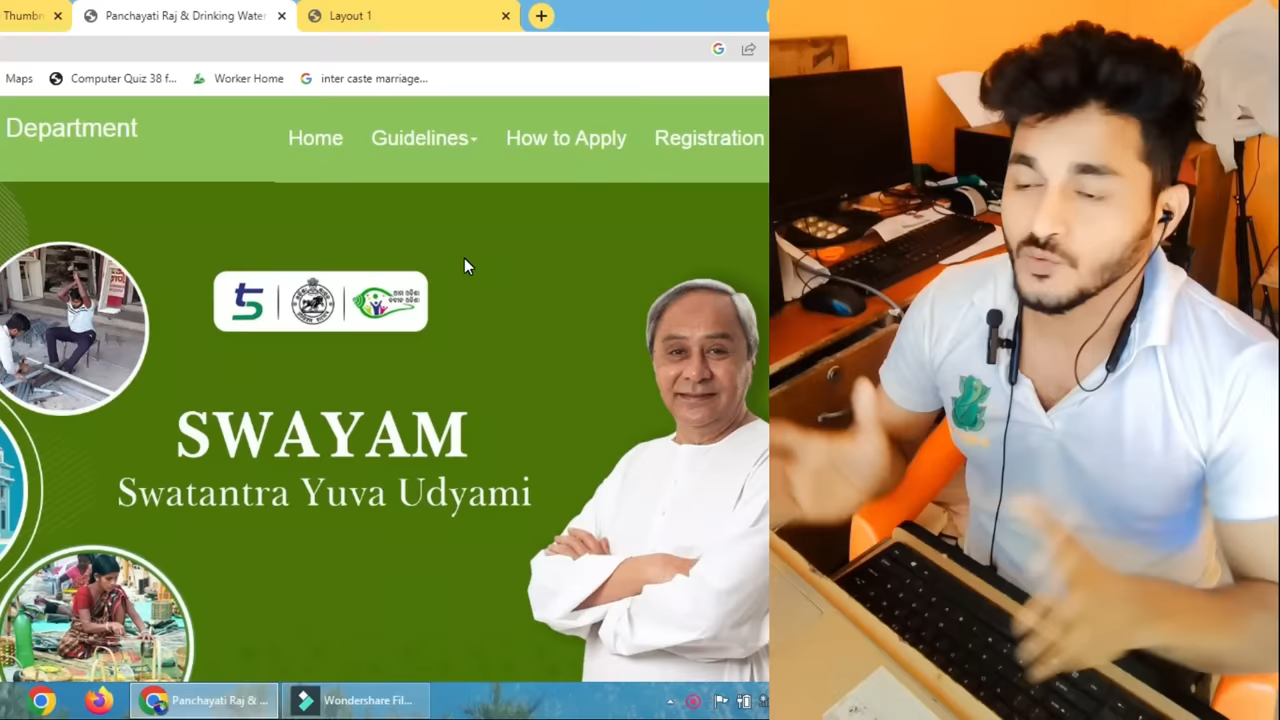 Thumbn
Panchayati Raj & Drinking Water
Layout 1
Maps
Computer Quiz 38 f...
Worker Home
inter caste marriage...
Department
Home
Guidelines
How to Apply
Registration
5
SWAYAM
Swatantra Yuva Udyami
Panchayati Raj & ...
Wondershare Fil...